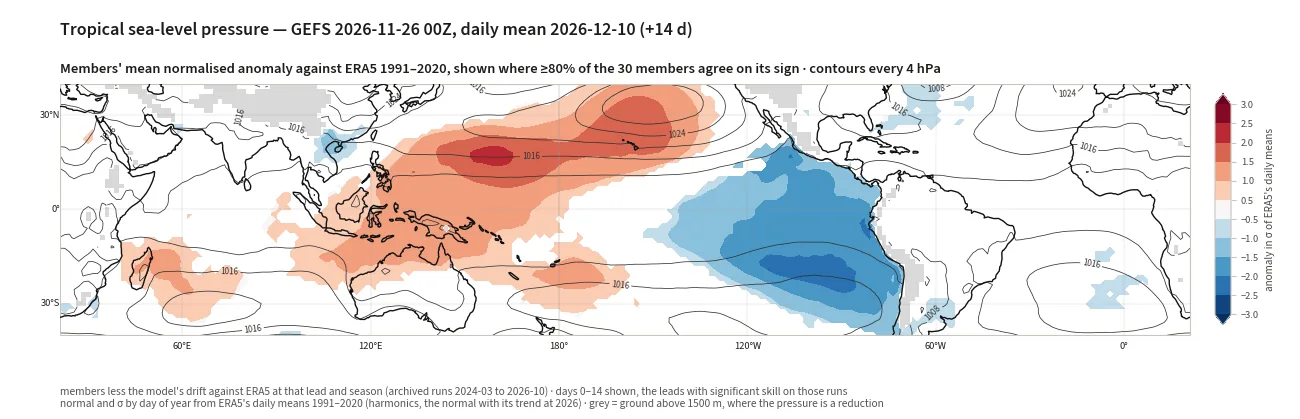 Tropical sea-level pressure — GEFS 2026-11-26 00Z, daily mean 2026-12-10 (+14 d)
Members' mean normalised anomaly against ERA5 1991–2020, shown where ≥80% of the 30 members agree on its sign · contours every 4 hPa
1016
1024
1008
1016
1024
1016
1016
1016
1024
1016
1016
1016
1016
1016
1016
1008
30°N
0°
30°S
60°E
120°E
180°
120°W
60°W
0°
3.0
2.5
2.0
1.5
1.0
0.5
−0.5
−1.0
−1.5
−2.0
−2.5
−3.0
anomaly in σ of ERA5's daily means
members less the model's drift against ERA5 at that lead and season (archived runs 2024-03 to 2026-10) · days 0–14 shown, the leads with significant skill on those runs
normal and σ by day of year from ERA5's daily means 1991–2020 (harmonics, the normal with its trend at 2026) · grey = ground above 1500 m, where the pressure is a reduction